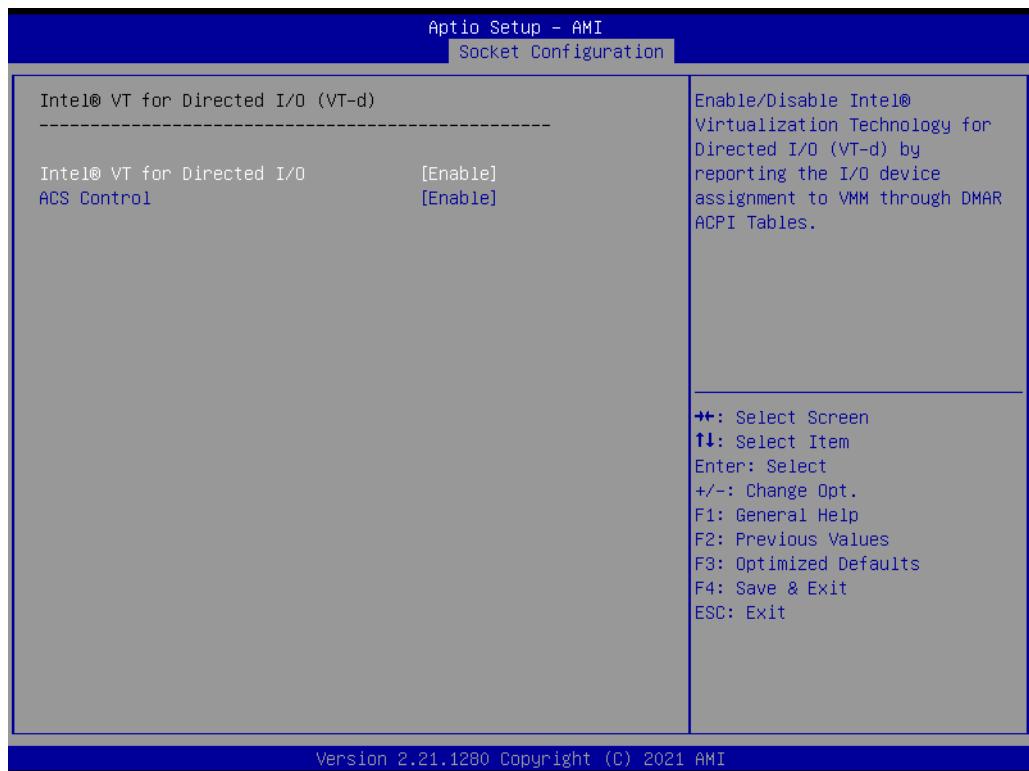 Aptio Setup – AMI
Socket Configuration
Intel® VT for Directed I/O (VT-d)
--------------------------------------------------
Intel® VT for Directed I/O [Enable]
ACS Control [Enable]
Enable/Disable Intel®
Virtualization Technology for
Directed I/O (VT-d) by
reporting the I/O device
assignment to VMM through DMAR
ACPI Tables.
→←: Select Screen
↑↓: Select Item
Enter: Select
+/-: Change Opt.
F1: General Help
F2: Previous Values
F3: Optimized Defaults
F4: Save & Exit
ESC: Exit
Version 2.21.1280 Copyright (C) 2021 AMI